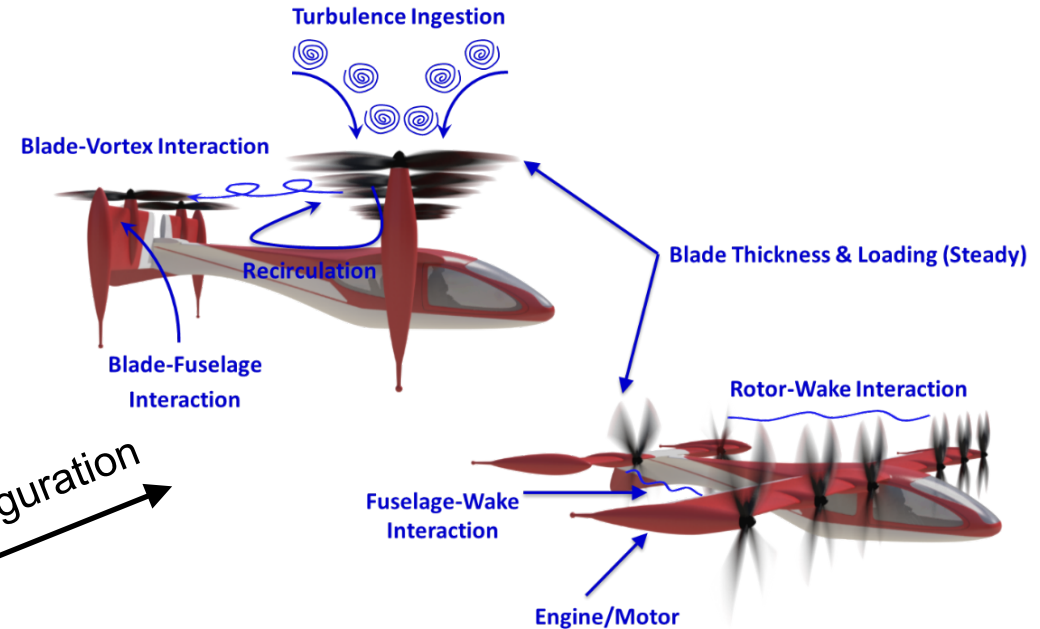 Turbulence Ingestion
Blade-Vortex Interaction
Recirculation
Blade Thickness & Loading (Steady)
Blade-Fuselage
Interaction
Rotor-Wake Interaction
guration
Fuselage-Wake
Interaction
Engine/Motor